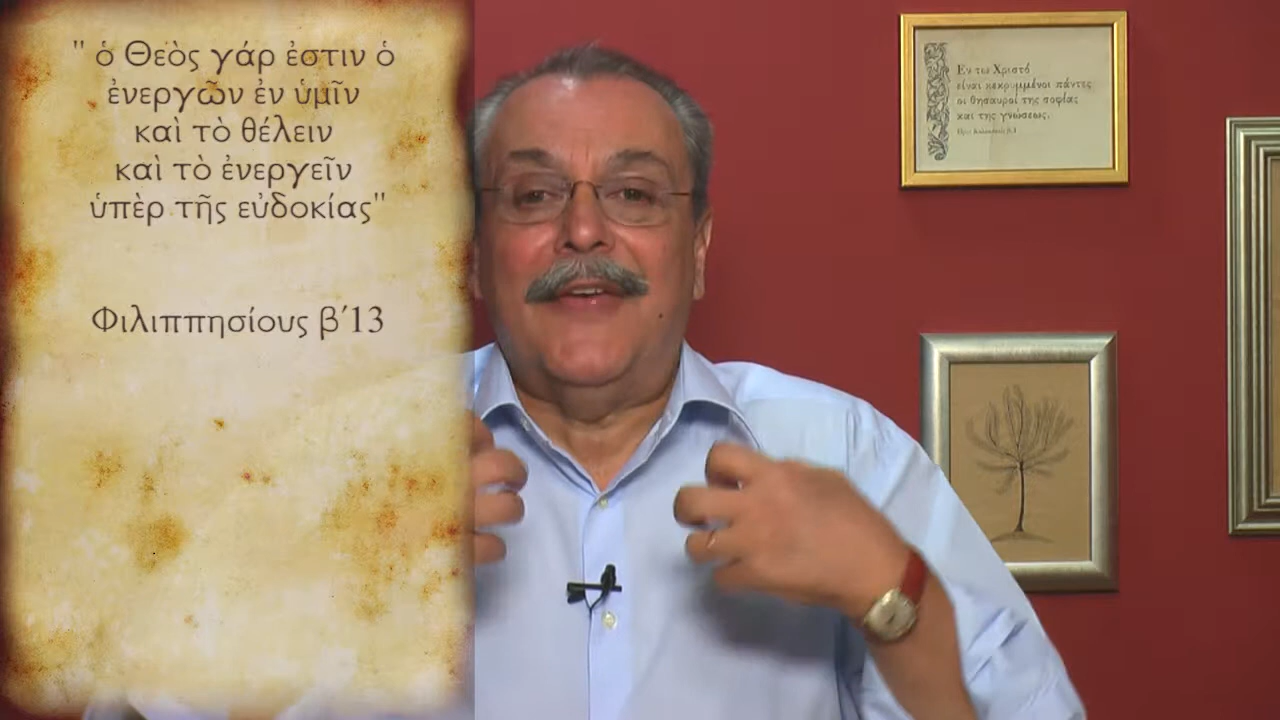 " ὁ Θεὸς γάρ ἐστιν ὁ
ἐνεργῶν ἐν ὑμῖν
καὶ τὸ θέλειν
καὶ τὸ ἐνεργεῖν
ὑπὲρ τῆς εὐδοκίας"
Φιλιππησίους β΄13
Εν τω Χριστό
είναι κεκρυμμένοι πάντες
οι θησαυροί της σοφίας
και της γνώσεως.